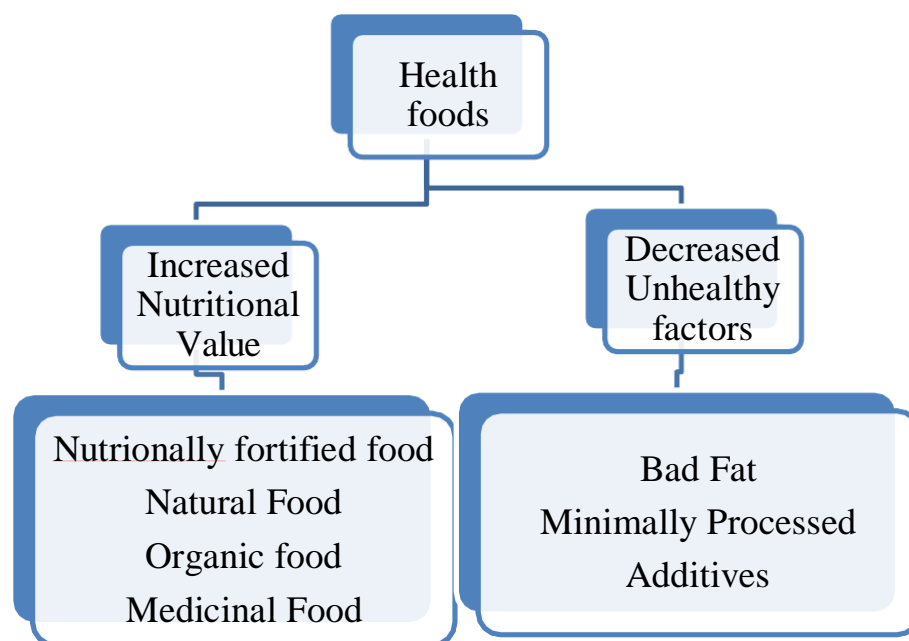 Health
foods
Increased
Nutritional
Value
Decreased
Unhealthy
factors
Nutrionally fortified food
Natural Food
Organic food
Medicinal Food
Bad Fat
Minimally Processed
Additives